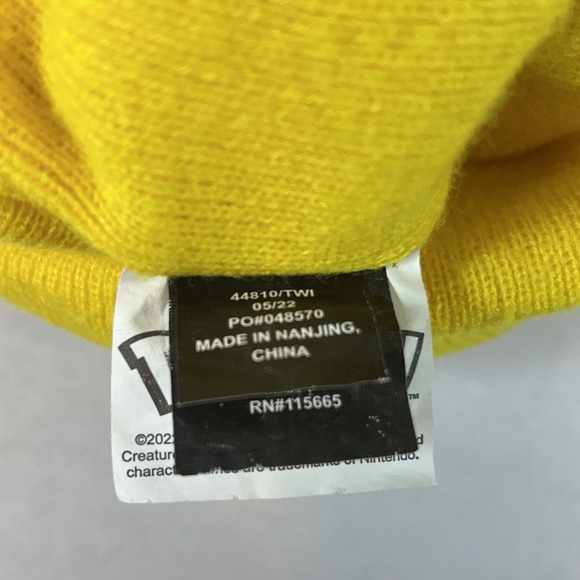 44810/TWI
05/22
PO#048570
MADE IN NANJING,
CHINA
RN#115665
™
©2022
Creature
charact are trademarks of Nintendo.